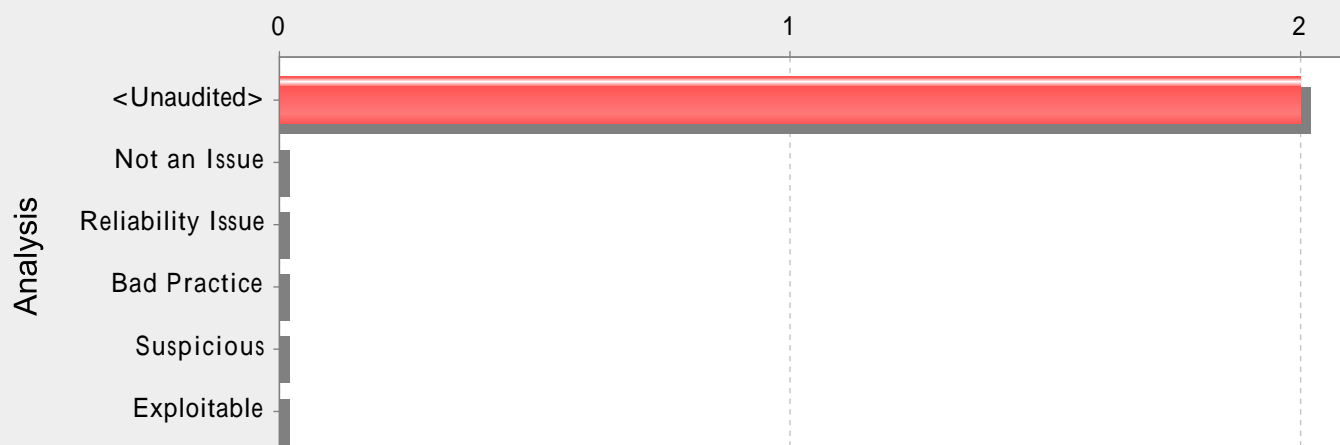 0 1 2
<Unaudited>
Not an Issue
Reliability Issue
Bad Practice
Suspicious
Exploitable
Analysis